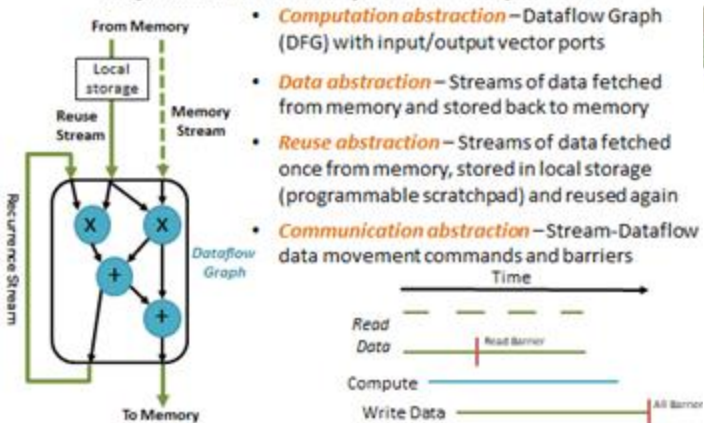 From Memory
Local
storage
Reuse
Stream
Memory
Stream
Recurrence Stream
X
X
+
+
Dataflow
Graph
To Memory
• Computation abstraction – Dataflow Graph
(DFG) with input/output vector ports
• Data abstraction – Streams of data fetched
from memory and stored back to memory
• Reuse abstraction – Streams of data fetched
once from memory, stored in local storage
(programmable scratchpad) and reused again
• Communication abstraction – Stream-Dataflow
data movement commands and barriers
Time
Read
Data
Read Barrier
Compute
Write Data
All Barrier